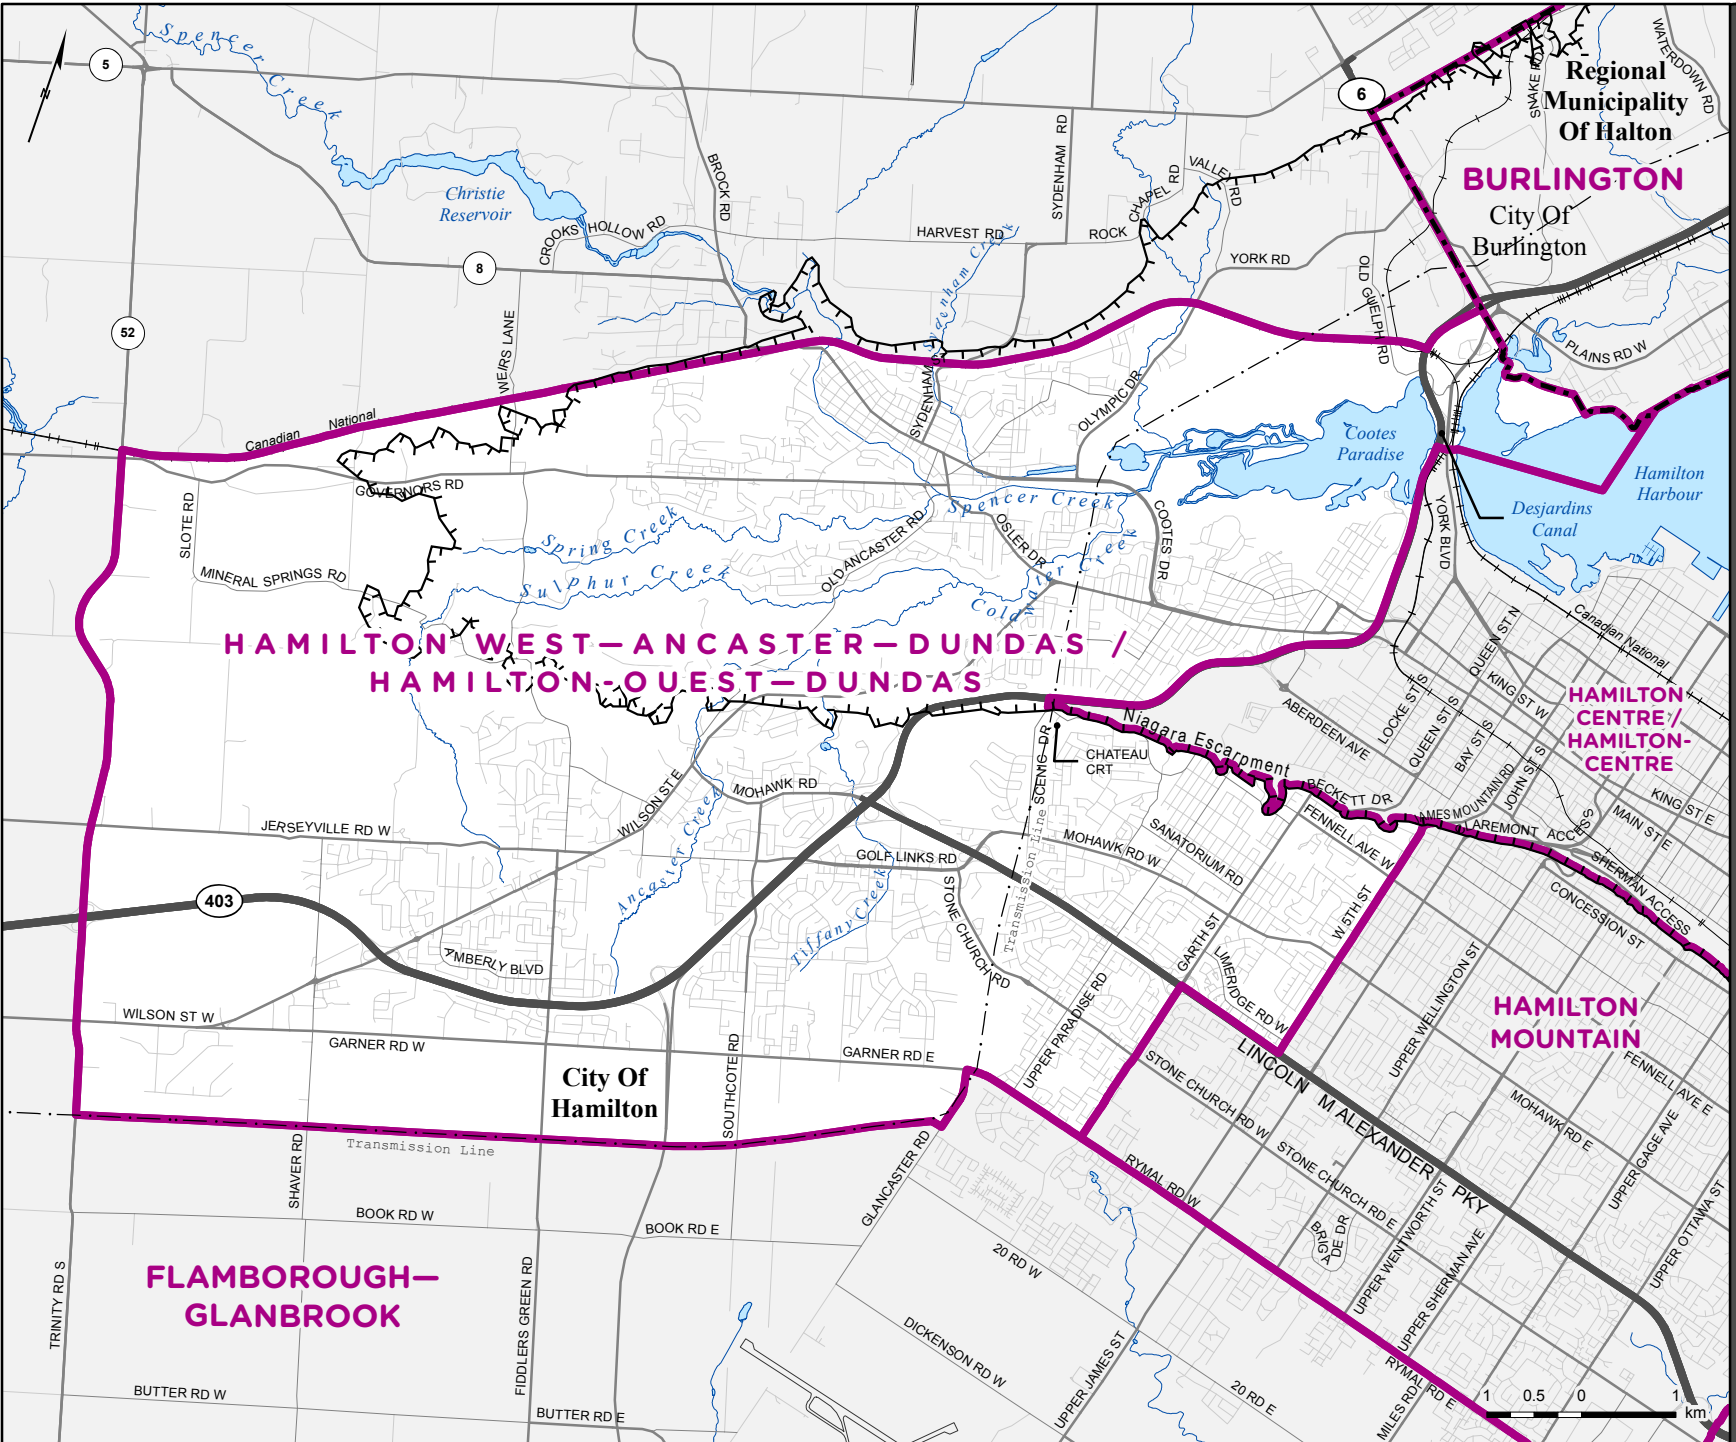 Spencer Creek
5
N
6
SNAKE RD
WATERDOWN RD
Regional
Municipality
Of Halton
BURLINGTON
City Of
Burlington
Christie
Reservoir
BROCK RD
SYDENHAM RD
VALLEY RD
ROCK CHAPEL RD
CROOKS HOLLOW RD
HARVEST RD
Sydenham Creek
YORK RD
OLD GUELPH RD
8
52
WEIRS LANE
PLAINS RD W
SYDENHAM RD
OLYMPIC DR
Canadian National
Cootes
Paradise
Hamilton
Harbour
Desjardins
Canal
GOVERNORS RD
SLOTE RD
Spencer Creek
Spring Creek
OLD ANCASTER RD
OSLER DR
COOTES DR
YORK BLVD
MINERAL SPRINGS RD
Sulphur Creek
Coldwater Creek
HAMILTON WEST—ANCASTER—DUNDAS /
HAMILTON-OUEST—DUNDAS
Canadian National
QUEEN ST N
KING ST W
HAMILTON
CENTRE /
HAMILTON-
CENTRE
LOCKE ST S
QUEEN ST S
BAY ST S
JOHN ST S
ABERDEEN AVE
Niagara Escarpment
CHATEAU
CRT
SCENIC DR
BECKETT DR
JAMES MOUNTAIN RD
CLAREMONT ACCESS
KING ST E
MAIN ST E
SHERMAN ACCESS
CONCESSION ST
FENNELL AVE W
WILSON ST E
MOHAWK RD
JERSEYVILLE RD W
GOLF LINKS RD
MOHAWK RD W
SANATORIUM RD
Ancaster Creek
Tiffany Creek
STONE CHURCH RD
Transmission Line
403
AMBERLY BLVD
W 5TH ST
GARTH ST
LIMERIDGE RD W
UPPER PARADISE RD
UPPER WELLINGTON ST
HAMILTON
MOUNTAIN
WILSON ST W
GARNER RD W
SOUTHCOTE RD
GARNER RD E
City Of
Hamilton
LINCOLN M ALEXANDER PKY
STONE CHURCH RD W
STONE CHURCH RD E
MOHAWK RD E
FENNELL AVE E
UPPER GAGE AVE
UPPER OTTAWA ST
Transmission Line
SHAVER RD
GLANCASTER RD
RYMAL RD W
BRIGADE DR
UPPER WENTWORTH ST
UPPER SHERMAN AVE
BOOK RD W
BOOK RD E
20 RD W
FLAMBOROUGH—
GLANBROOK
TRINITY RD S
FIDDLERS GREEN RD
DICKENSON RD W
UPPER JAMES ST
20 RD E
RYMAL RD E
MILES RD
BUTTER RD W
BUTTER RD E
1 0.5 0 1
km